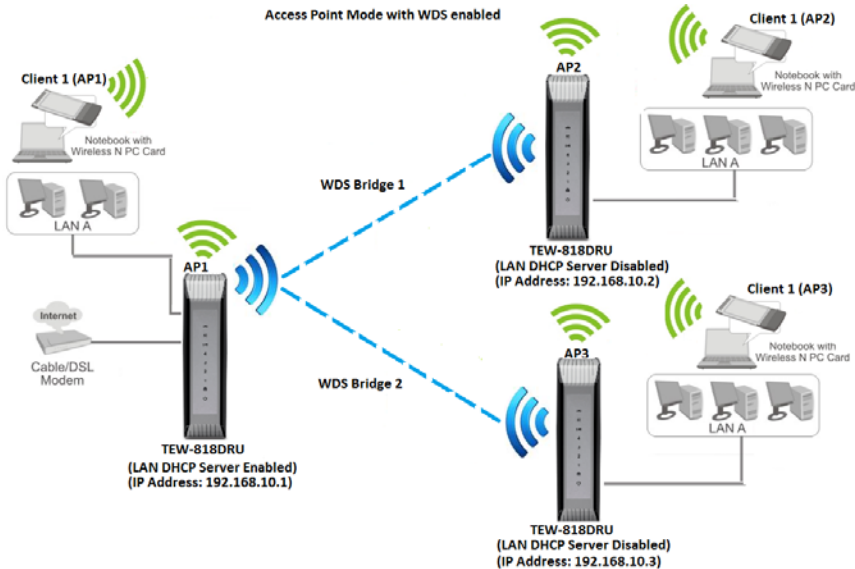 Access Point Mode with WDS enabled
Client 1 (AP1)
Notebook with
Wireless N PC Card
LAN A
AP1
Internet
Cable/DSL
Modem
TEW-818DRU
(LAN DHCP Server Enabled)
(IP Address: 192.168.10.1)
WDS Bridge 1
WDS Bridge 2
AP2
Client 1 (AP2)
Notebook with
Wireless N PC Card
LAN A
TEW-818DRU
(LAN DHCP Server Disabled)
(IP Address: 192.168.10.2)
AP3
Client 1 (AP3)
Notebook with
Wireless N PC Card
LAN A
TEW-818DRU
(LAN DHCP Server Disabled)
(IP Address: 192.168.10.3)